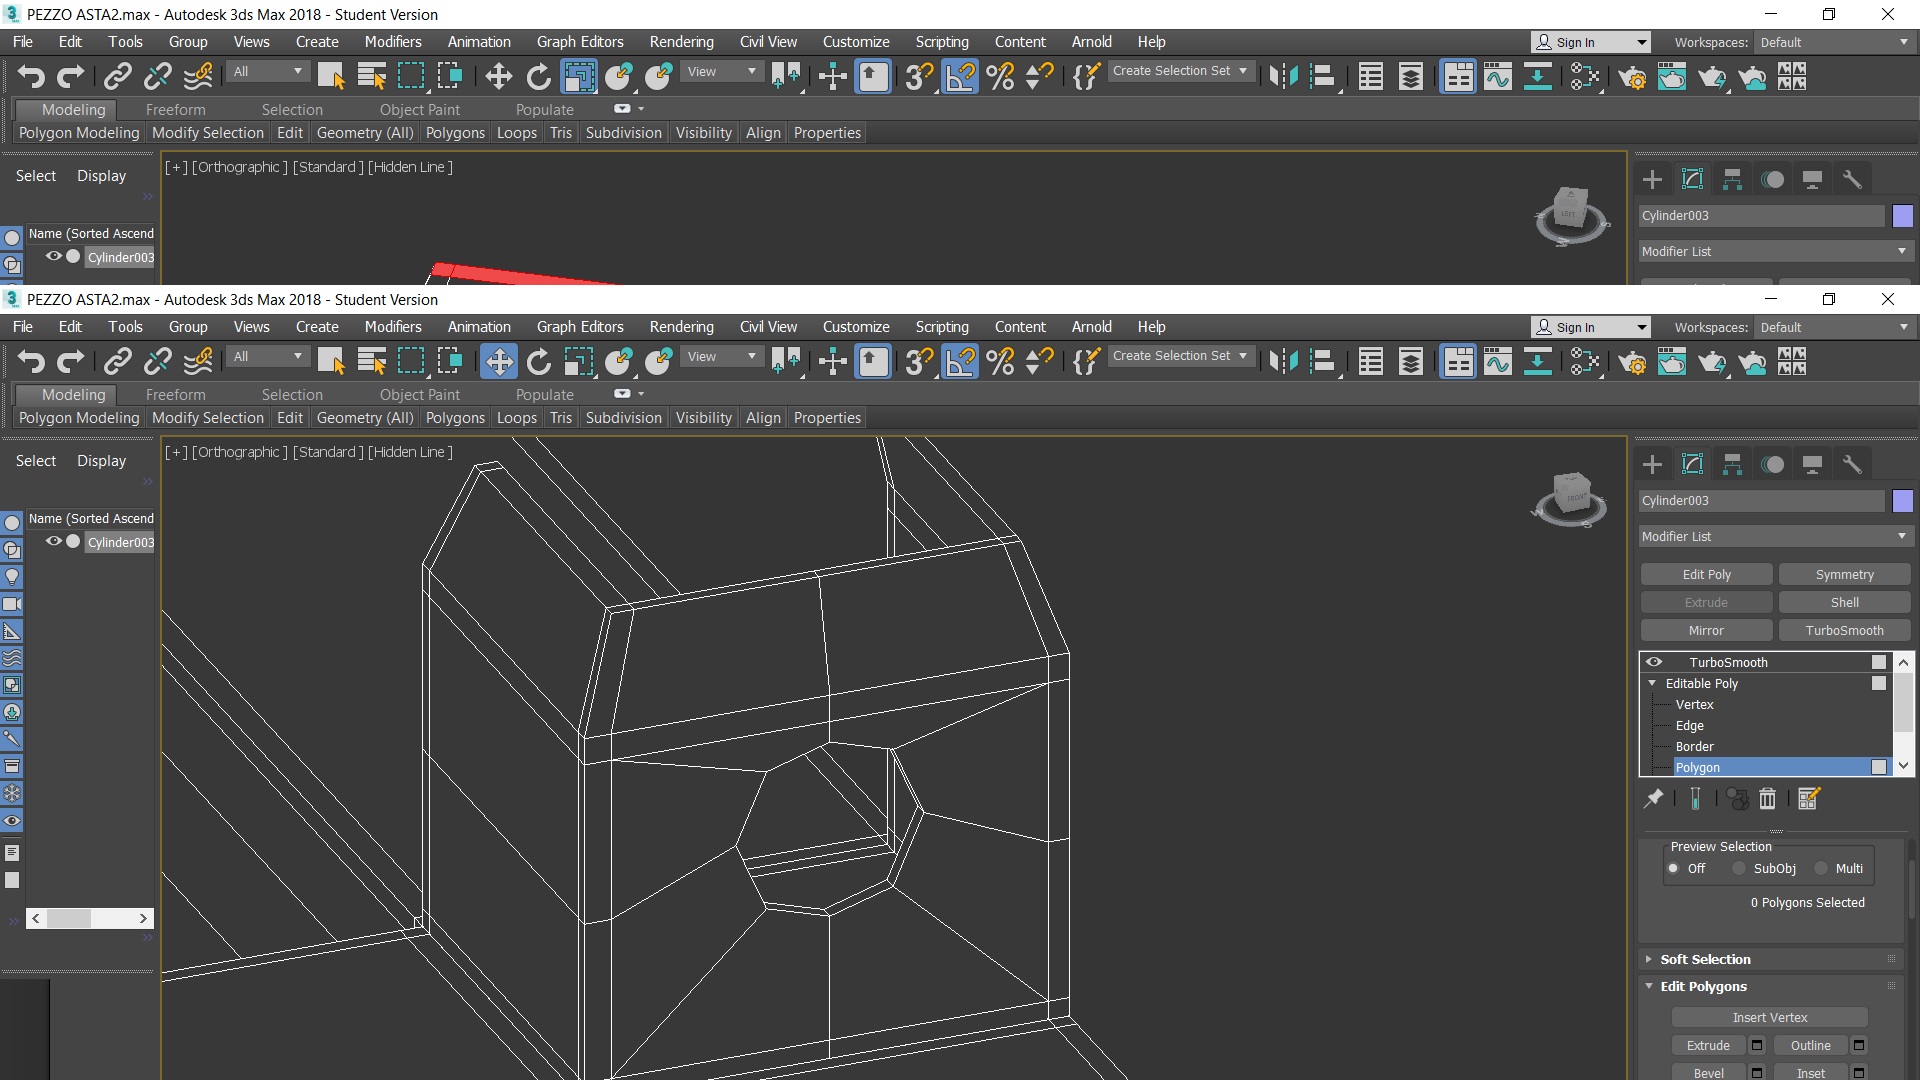 PEZZO ASTA2.max - Autodesk 3ds Max 2018 - Student Version
File Edit Tools Group Views Create Modifiers Animation Graph Editors Rendering Civil View Customize Scripting Content Arnold Help Sign In Workspaces: Default
All View Create Selection Set
Modeling Freeform Selection Object Paint Populate
Polygon Modeling Modify Selection Edit Geometry (All) Polygons Loops Tris Subdivision Visibility Align Properties
Select Display [+] [Orthographic ] [Standard ] [Hidden Line ]
LEFT
Cylinder003
Name (Sorted Ascend
Modifier List
Cylinder003
PEZZO ASTA2.max - Autodesk 3ds Max 2018 - Student Version
File Edit Tools Group Views Create Modifiers Animation Graph Editors Rendering Civil View Customize Scripting Content Arnold Help Sign In Workspaces: Default
All View Create Selection Set
Modeling Freeform Selection Object Paint Populate
Polygon Modeling Modify Selection Edit Geometry (All) Polygons Loops Tris Subdivision Visibility Align Properties
Select Display [+] [Orthographic ] [Standard ] [Hidden Line ]
FRONT
Cylinder003
Name (Sorted Ascend
Modifier List
Cylinder003
Edit Poly Symmetry
Extrude Shell
Mirror TurboSmooth
TurboSmooth
Editable Poly
Vertex
Edge
Border
Polygon
Preview Selection
Off SubObj Multi
0 Polygons Selected
Soft Selection
Edit Polygons
Insert Vertex
Extrude Outline
Bevel Inset